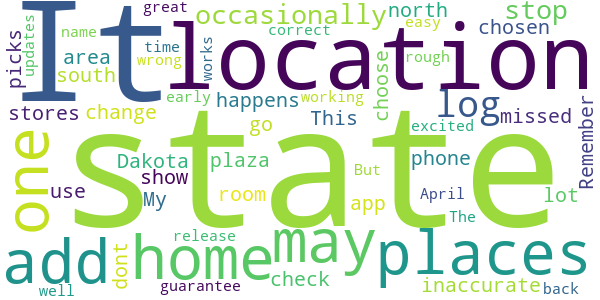 It location state
great
occasionally
north
stop
picks
updates
name
area
south
time
wrong
works
correct
easy
chosen
rough
choose
stores
change
early
happens
working
This
log
missed
Remember
one
go
excited
Dakota
plaza
show
phone
But
My
use
room
app
April
lot
The
add
home
may
places
dont
release
check
inaccurate
well
guarantee
back